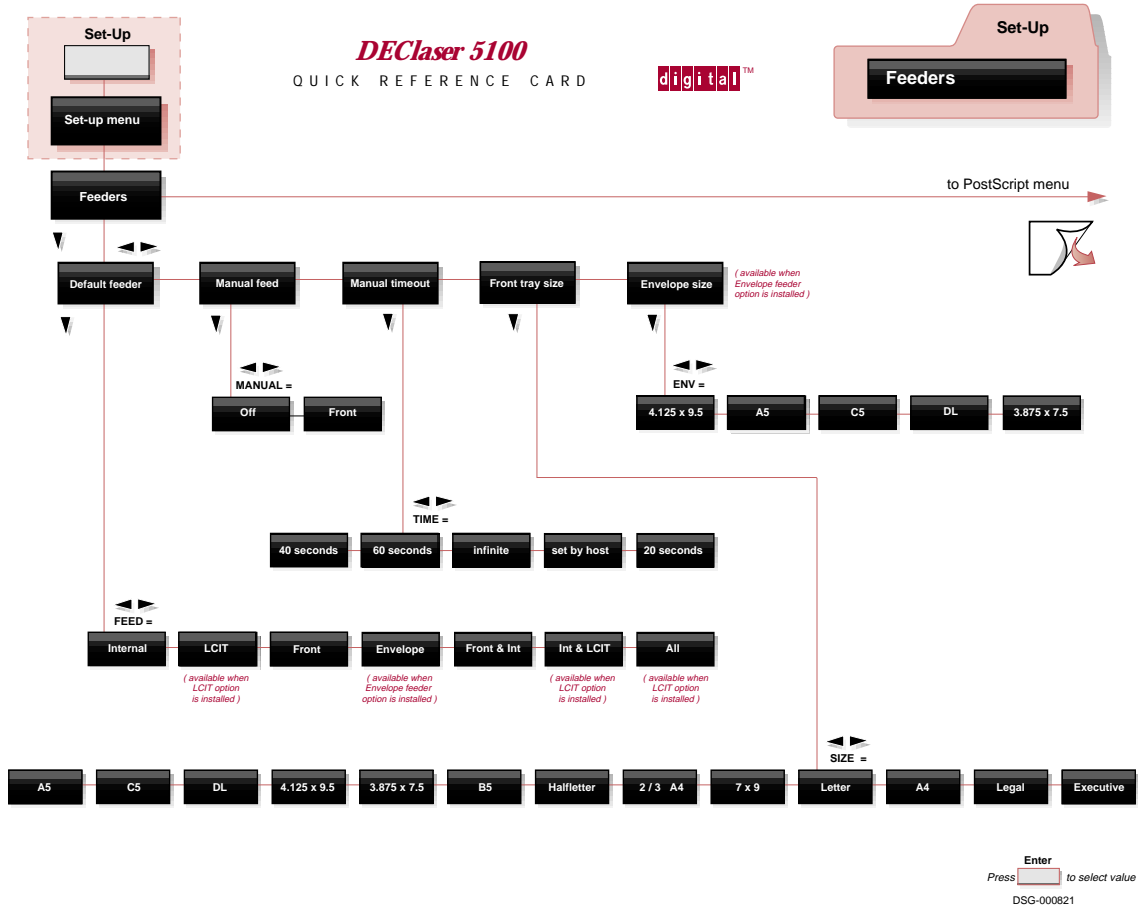 Set-Up
DEClaser 5100
QUICK REFERENCE CARD
digital™
Set-Up
Feeders
Set-up menu
Feeders
to PostScript menu
Default feeder
Manual feed
Manual timeout
Front tray size
Envelope size
( available when
Envelope feeder
option is installed )
MANUAL =
Off
Front
ENV =
4.125 x 9.5
A5
C5
DL
3.875 x 7.5
TIME =
40 seconds
60 seconds
infinite
set by host
20 seconds
FEED =
Internal
LCIT
Front
Envelope
Front & Int
Int & LCIT
All
( available when
LCIT option
is installed )
( available when
Envelope feeder
option is installed )
( available when
LCIT option
is installed )
( available when
LCIT option
is installed )
SIZE =
A5
C5
DL
4.125 x 9.5
3.875 x 7.5
B5
Halfletter
2 / 3 A4
7 x 9
Letter
A4
Legal
Executive
Enter
Press to select value
DSG-000821